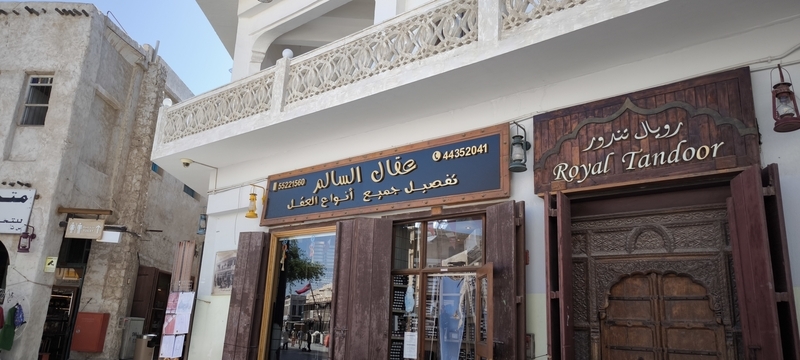 عقال السالم
55221560
44352041
تفصيل جميع أنواع العقل
رويال تندور
Royal Tandoor